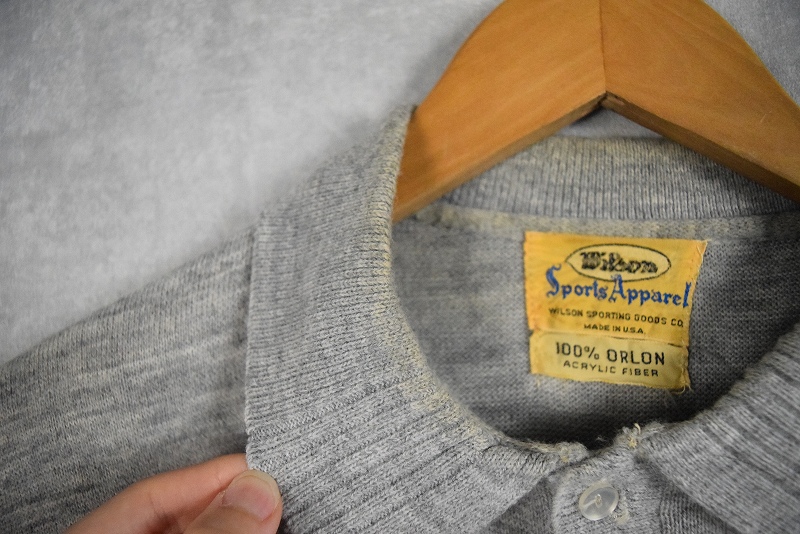 Wilson
Sports Apparel
WILSON SPORTING GOODS CO.
MADE IN U.S.A.
100% ORLON
ACRYLIC FIBER